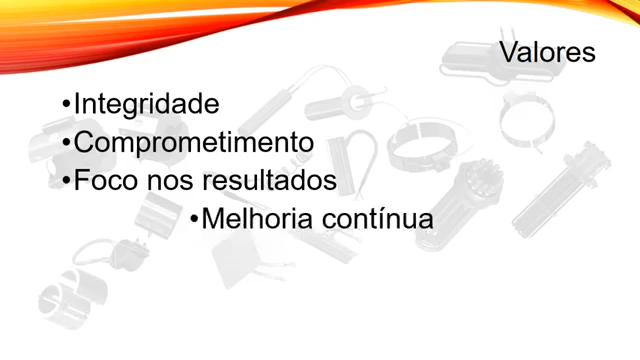 Valores
•Integridade
•Comprometimento
•Foco nos resultados
•Melhoria contínua